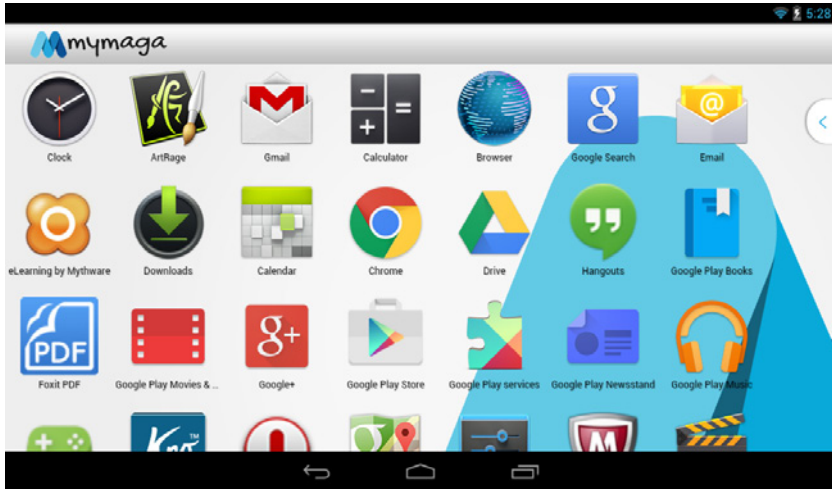 5:28
mymaga
Clock
ArtRage
Gmail
Calculator
Browser
Google Search
Email
eLearning by Mythware
Downloads
Calendar
Chrome
Drive
Hangouts
Google Play Books
PDF
g+
Foxit PDF
Google Play Movies & ...
Google+
Google Play Store
Google Play services
Google Play Newsstand
Google Play Music
Kno™